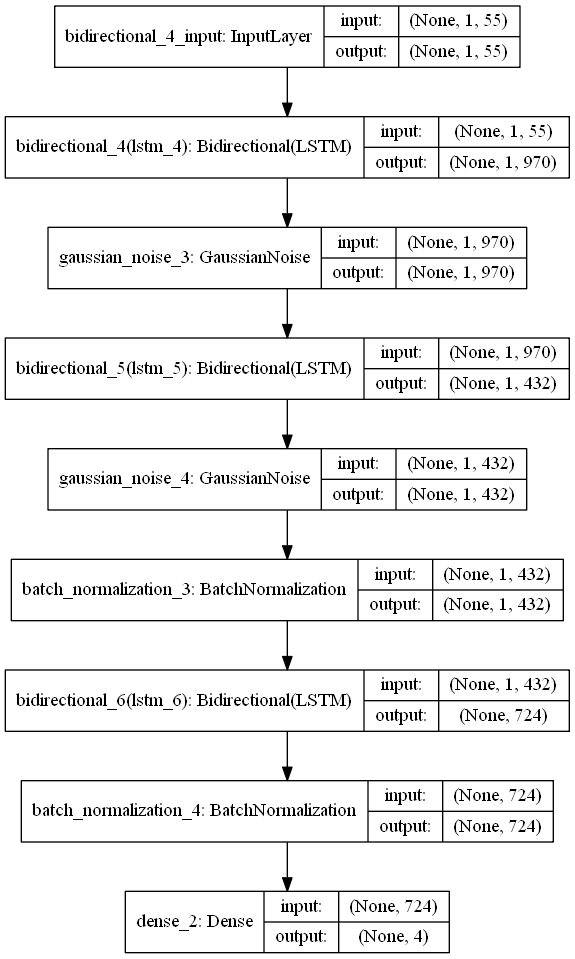 bidirectional_4_input: InputLayer
input: (None, 1, 55)
output: (None, 1, 55)
bidirectional_4(lstm_4): Bidirectional(LSTM)
input: (None, 1, 55)
output: (None, 1, 970)
gaussian_noise_3: GaussianNoise
input: (None, 1, 970)
output: (None, 1, 970)
bidirectional_5(lstm_5): Bidirectional(LSTM)
input: (None, 1, 970)
output: (None, 1, 432)
gaussian_noise_4: GaussianNoise
input: (None, 1, 432)
output: (None, 1, 432)
batch_normalization_3: BatchNormalization
input: (None, 1, 432)
output: (None, 1, 432)
bidirectional_6(lstm_6): Bidirectional(LSTM)
input: (None, 1, 432)
output: (None, 724)
batch_normalization_4: BatchNormalization
input: (None, 724)
output: (None, 724)
dense_2: Dense
input: (None, 724)
output: (None, 4)